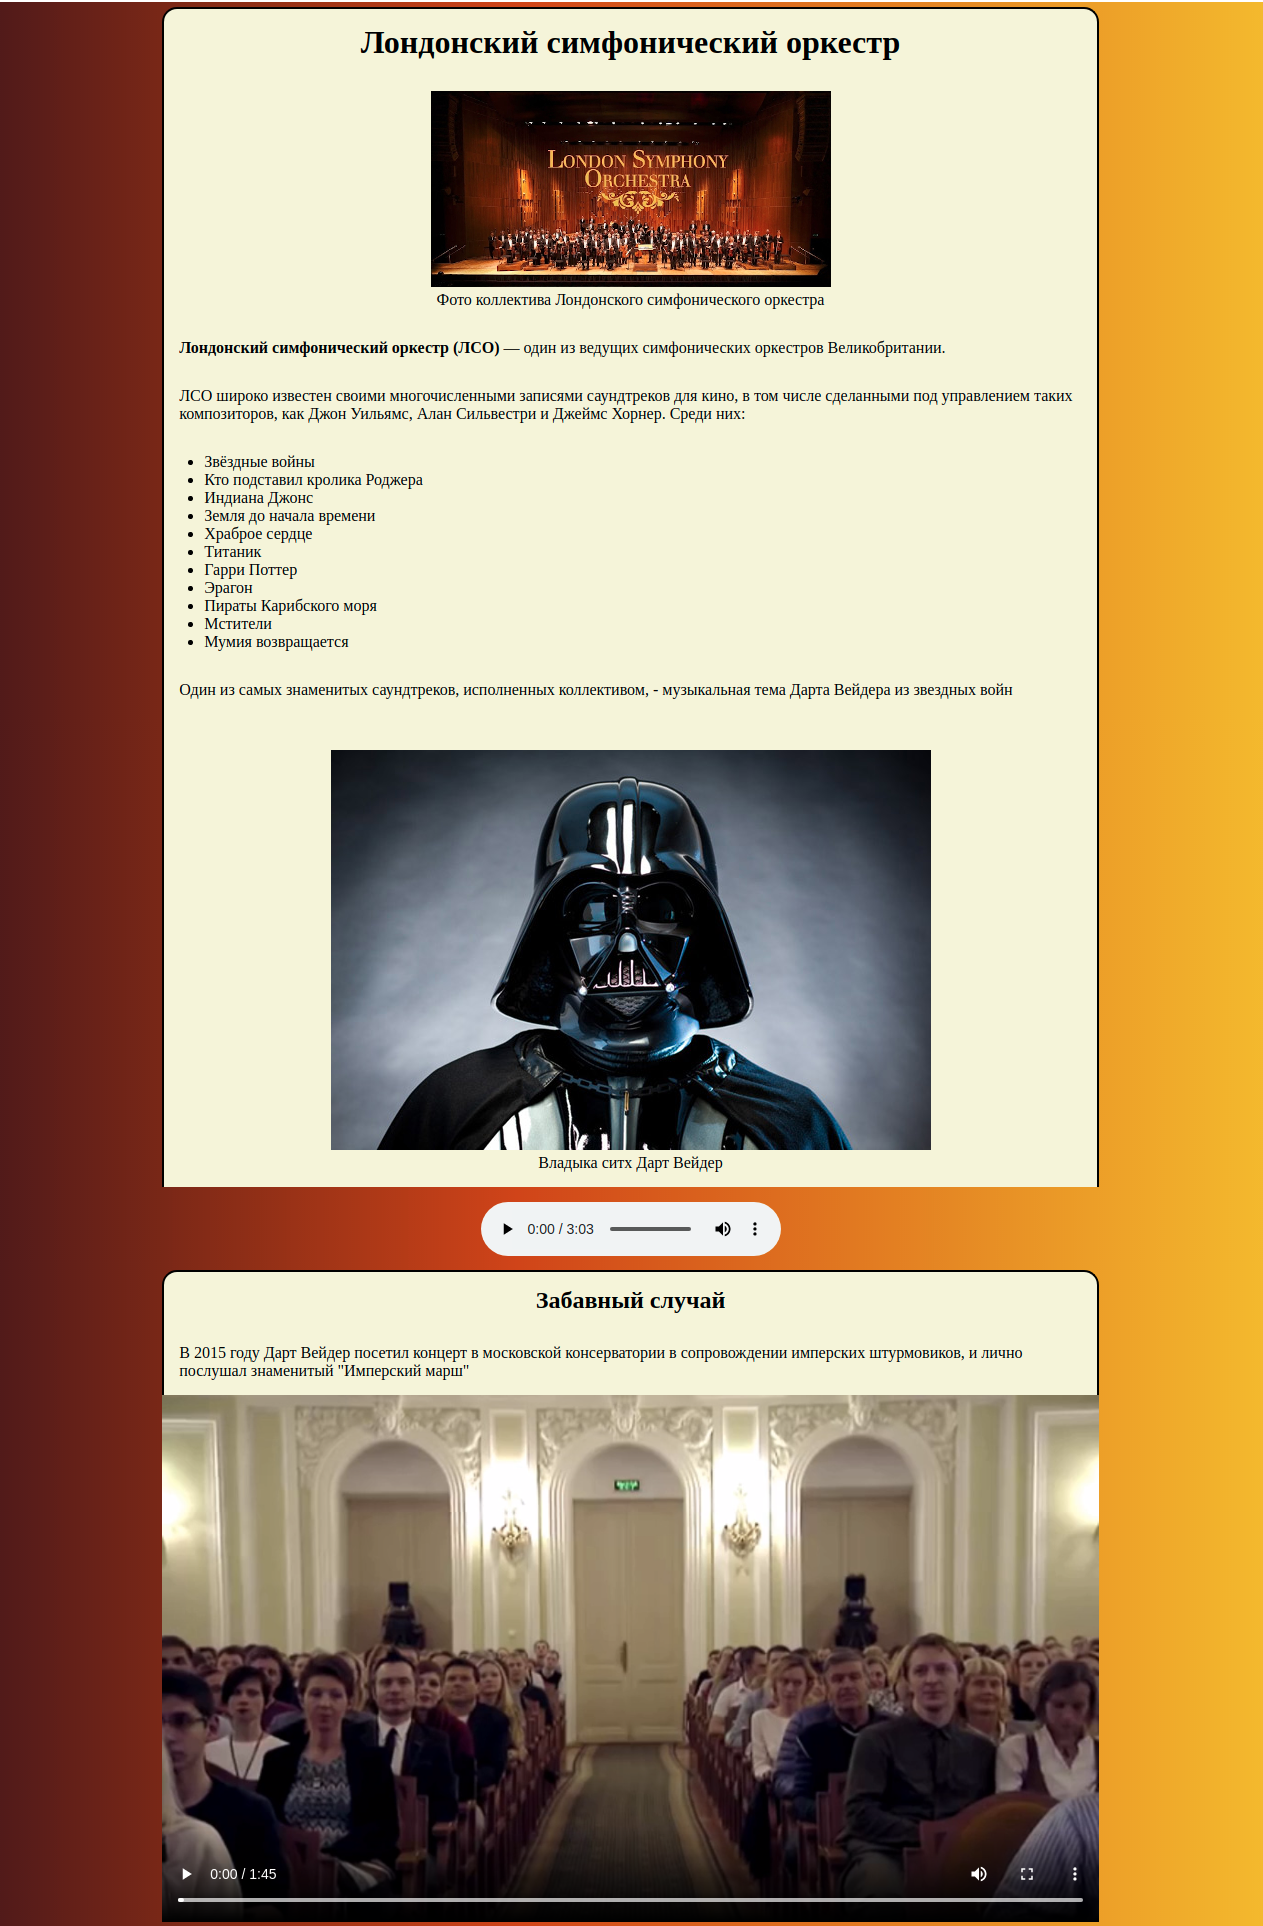 Лондонский симфонический оркестр
LONDON SYMPHONY
ORCHESTRA
Фото коллектива Лондонского симфонического оркестра
Лондонский симфонический оркестр (ЛСО) — один из ведущих симфонических оркестров Великобритании.
ЛСО широко известен своими многочисленными записями саундтреков для кино, в том числе сделанными под управлением таких
композиторов, как Джон Уильямс, Алан Сильвестри и Джеймс Хорнер. Среди них:
Звёздные войны
Кто подставил кролика Роджера
Индиана Джонс
Земля до начала времени
Храброе сердце
Титаник
Гарри Поттер
Эрагон
Пираты Карибского моря
Мстители
Мумия возвращается
Один из самых знаменитых саундтреков, исполненных коллективом, - музыкальная тема Дарта Вейдера из звездных войн
Владыка ситх Дарт Вейдер
0:00 / 3:03
Забавный случай
В 2015 году Дарт Вейдер посетил концерт в московской консерватории в сопровождении имперских штурмовиков, и лично
послушал знаменитый "Имперский марш"
0:00 / 1:45